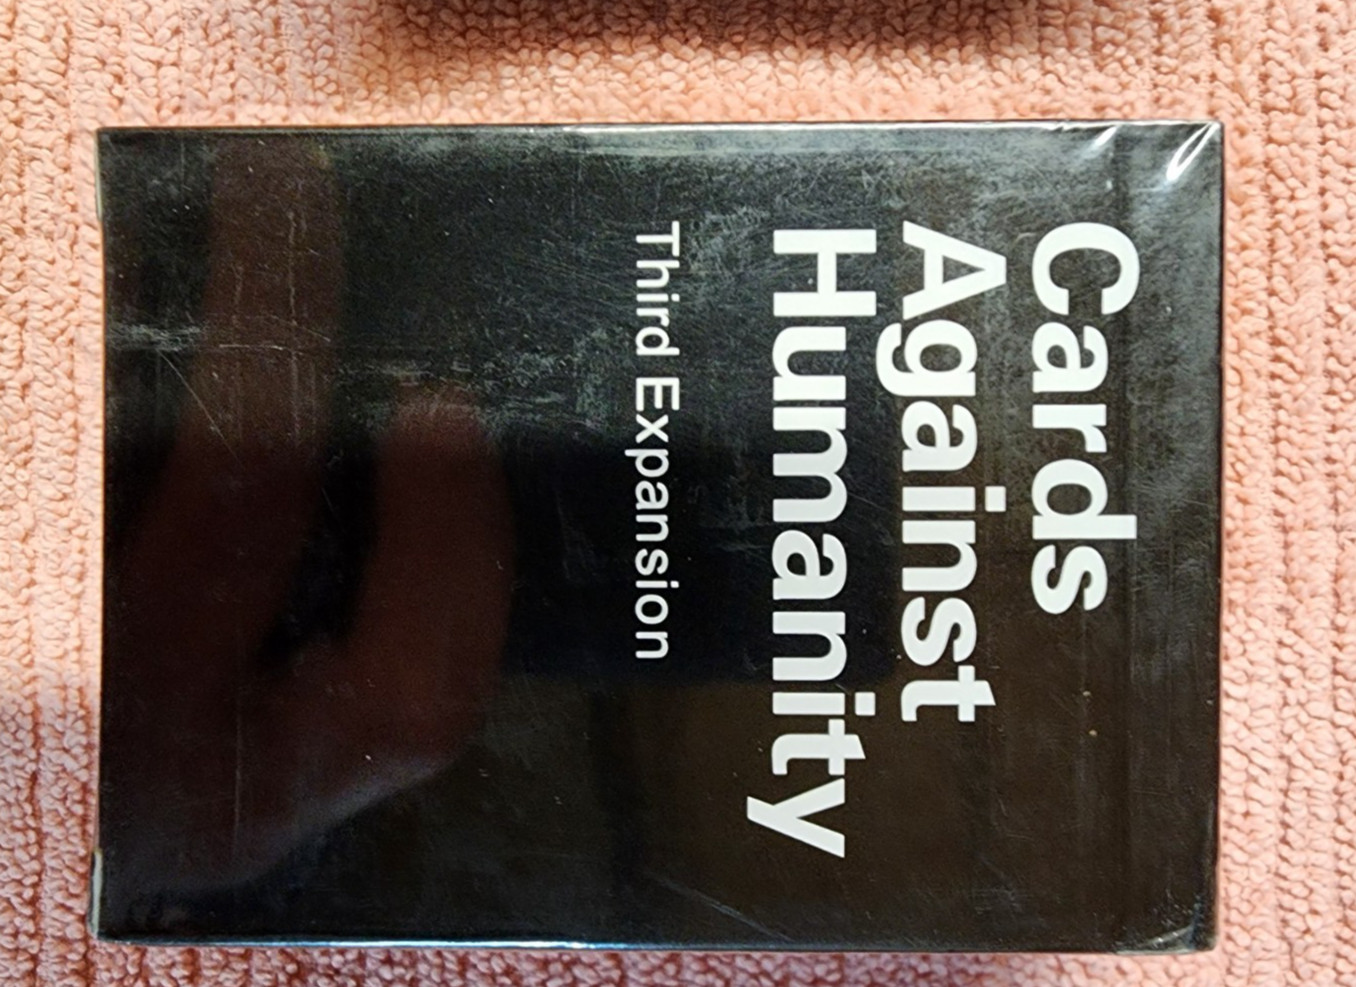 Cards
Against
Humanity
Third Expansion